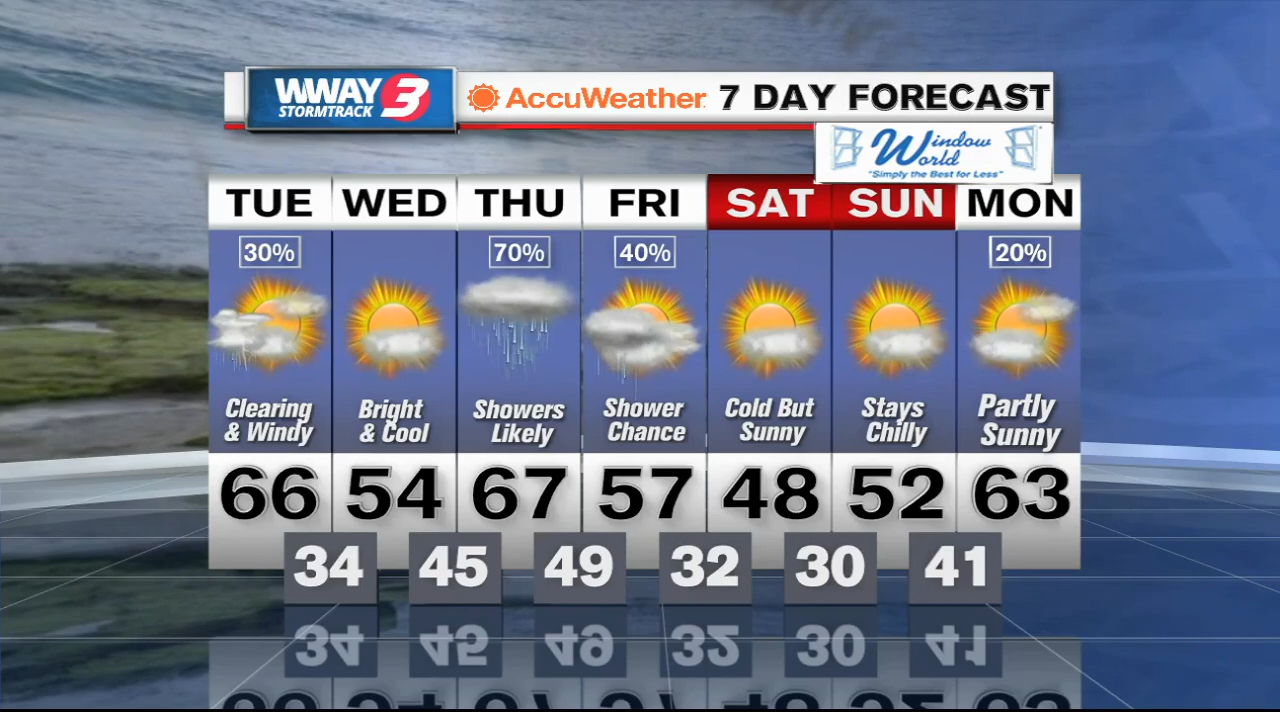 WWAY 3
STORMTRACK
AccuWeather 7 DAY FORECAST
Window
World
"Simply the Best for Less"
TUE WED THU FRI SAT SUN MON
30% 70% 40% 20%
Clearing
& Windy
Bright
& Cool
Showers
Likely
Shower
Chance
Cold But
Sunny
Stays
Chilly
Partly
Sunny
66 54 67 57 48 52 63
34 45 49 32 30 41